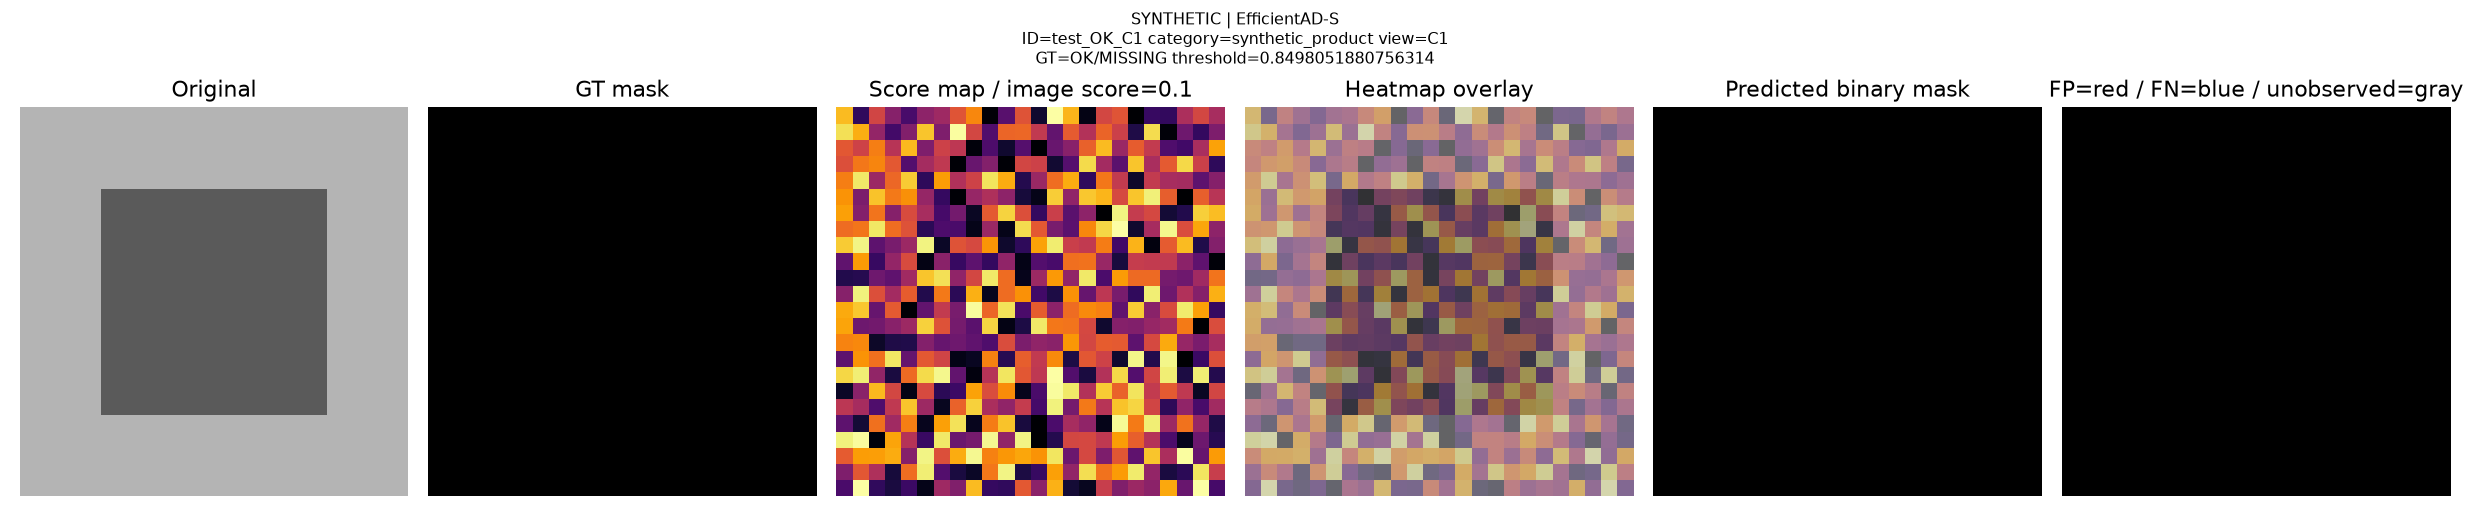 SYNTHETIC | EfficientAD-S
ID=test_OK_C1 category=synthetic_product view=C1
GT=OK/MISSING threshold=0.8498051880756314
Original
GT mask
Score map / image score=0.1
Heatmap overlay
Predicted binary mask
FP=red / FN=blue / unobserved=gray